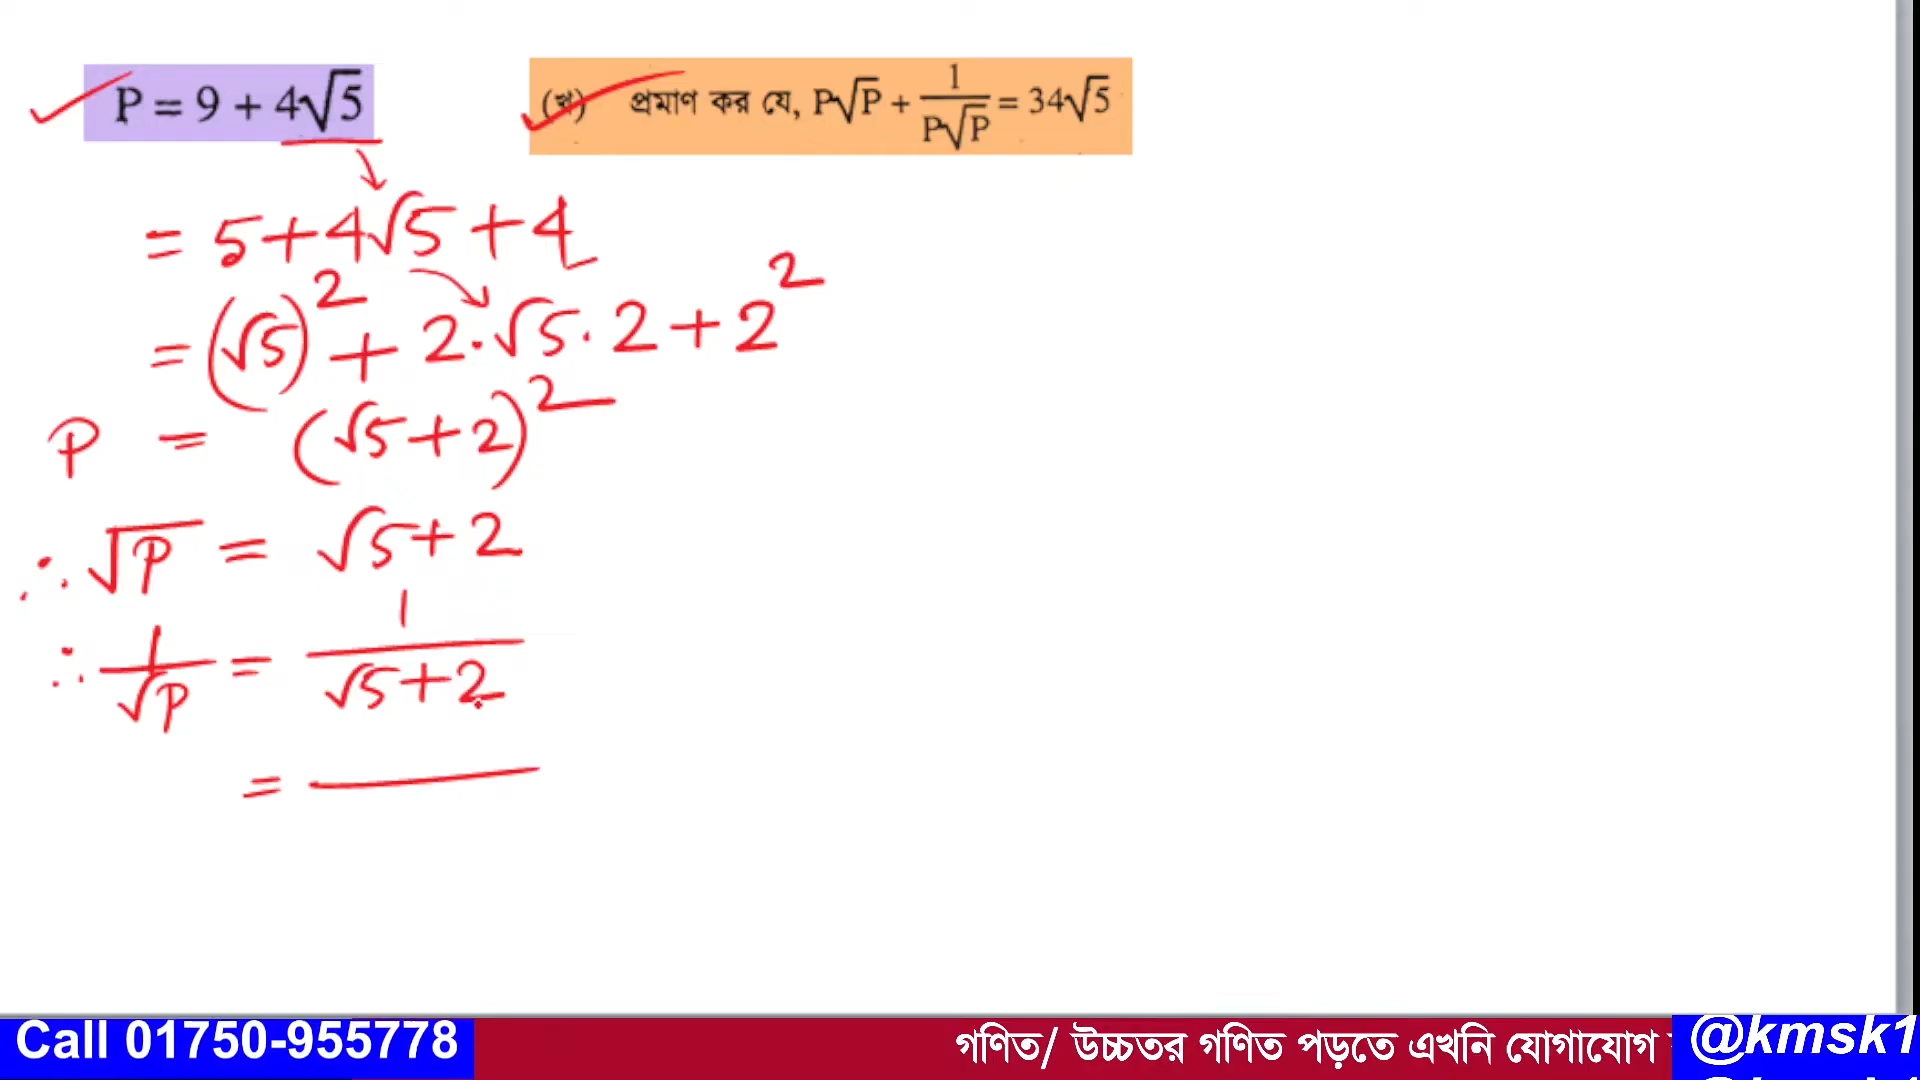 P = 9 + 4√5
(খ) প্রমাণ কর যে, P√P + 1/(P√P) = 34√5
= 5+4√5+4
= (√5)² + 2·√5·2+2²
P = (√5+2)²
∴ √P = √5+2
∴ 1/√P = 1/(√5+2)
=
Call 01750-955778
গণিত/ উচ্চতর গণিত পড়তে এখনি যোগাযোগ
@kmsk1